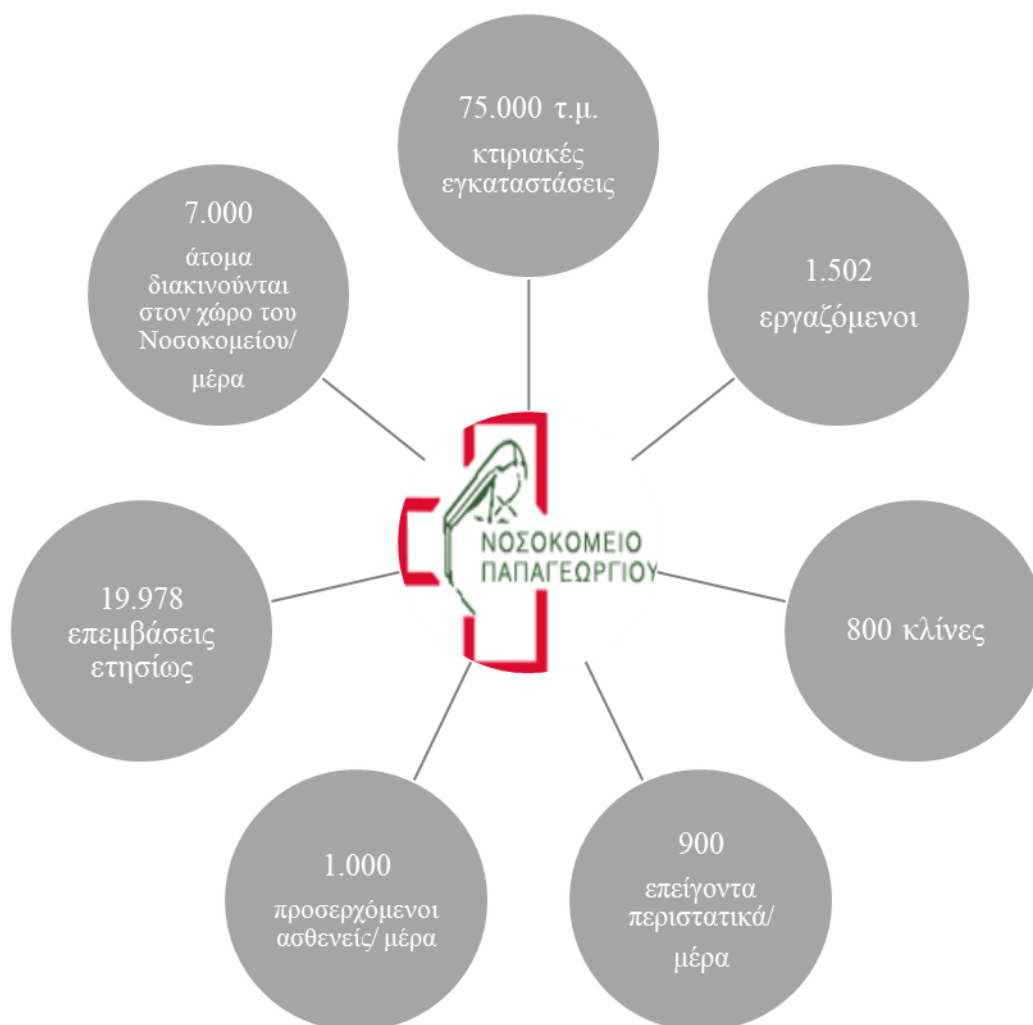 75.000 τ.μ.
κτιριακές
εγκαταστάσεις
1.502
εργαζόμενοι
800 κλίνες
900
επείγοντα
περιστατικά/
μέρα
1.000
προσερχόμενοι
ασθενείς/ μέρα
19.978
επεμβάσεις
ετησίως
7.000
άτομα
διακινούνται
στον χώρο του
Νοσοκομείου/
μέρα
ΝΟΣΟΚΟΜΕΙΟ
ΠΑΠΑΓΕΩΡΓΙΟΥ